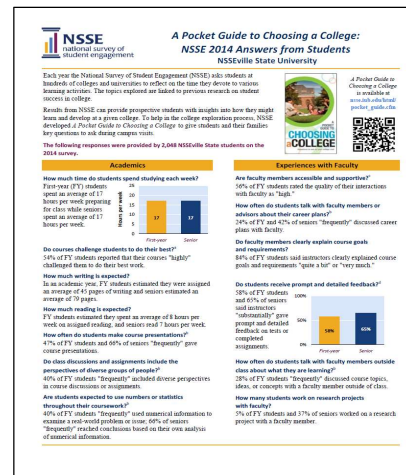 NSSE
national survey of
student engagement
A Pocket Guide to Choosing a College:
NSSE 2014 Answers from Students
NSSEville State University
Each year the National Survey of Student Engagement (NSSE) asks students at
hundreds of colleges and universities to reflect on the time they devote to various
learning activities. The topics explored are linked to previous research on student
success in college.
Results from NSSE can provide prospective students with insights into how they might
learn and develop at a given college. To help in the college exploration process, NSSE
developed A Pocket Guide to Choosing a College to give students and their families
key questions to ask during campus visits.
The following responses were provided by 2,048 NSSEville State students on the
2014 survey.
CHOOSING
a COLLEGE
A Pocket Guide to
Choosing a College
is available at
nsse.iub.edu/html/
pocket_guide.cfm
Academics
How much time do students spend studying each week?
First-year (FY) students
spent an average of 17
hours per week preparing
for class while seniors
spent an average of 17
hours per week.
Hours per week
25
20
15
10
5
0
17
17
First-year
Senior
Do courses challenge students to do their best?ᵃ
54% of FY students reported that their courses "highly"
challenged them to do their best work.
How much writing is expected?
In an academic year, FY students estimated they were assigned
an average of 45 pages of writing and seniors estimated an
average of 79 pages.
How much reading is expected?
FY students estimated they spent an average of 8 hours per
week on assigned reading, and seniors read 7 hours per week.
How often do students make course presentations?ᵇ
47% of FY students and 66% of seniors "frequently" gave
course presentations.
Do class discussions and assignments include the
perspectives of diverse groups of people?ᵇ
40% of FY students "frequently" included diverse perspectives
in course discussions or assignments.
Are students expected to use numbers or statistics
throughout their coursework?ᵇ
40% of FY students "frequently" used numerical information to
examine a real-world problem or issue; 66% of seniors
"frequently" reached conclusions based on their own analysis
of numerical information.
Experiences with Faculty
Are faculty members accessible and supportive?ᶜ
56% of FY students rated the quality of their interactions
with faculty as "high."
How often do students talk with faculty members or
advisors about their career plans?ᵇ
24% of FY and 42% of seniors "frequently" discussed career
plans with faculty.
Do faculty members clearly explain course goals
and requirements?
84% of FY students said instructors clearly explained course
goals and requirements "quite a bit" or "very much."
Do students receive prompt and detailed feedback?ᵈ
58% of FY students
and 65% of seniors
said instructors
"substantially" gave
prompt and detailed
feedback on tests or
completed
assignments.
100%
50%
0%
58%
65%
First-year
Senior
How often do students talk with faculty members outside
class about what they are learning?ᵇ
28% of FY students "frequently" discussed course topics,
ideas, or concepts with a faculty member outside of class.
How many students work on research projects
with faculty?
5% of FY students and 37% of seniors worked on a research
project with a faculty member.